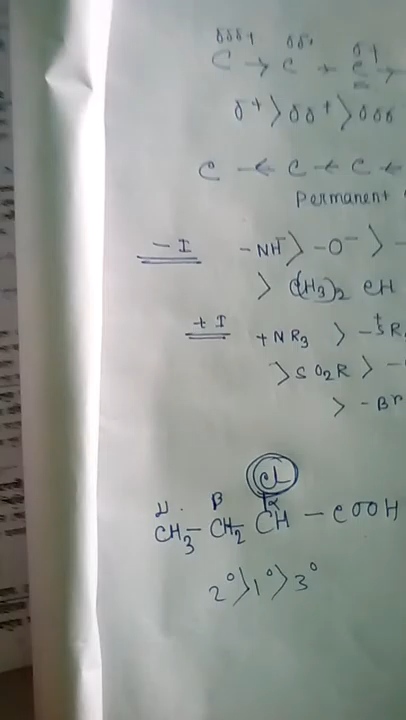 δδδ+ δδ+ δ+
C → C + C →
δ+ > δδ+ > δδδ
C ← C ← C ←
Permanent
- I -NH⁻ > -O⁻ > -
> (CH₃)₂ CH
+ I + NR₃ > -⁺SR
> SO₂R > -
> - Br
Cl
β α
CH₃ - CH₂ - CH - COOH
2° > 1° > 3°